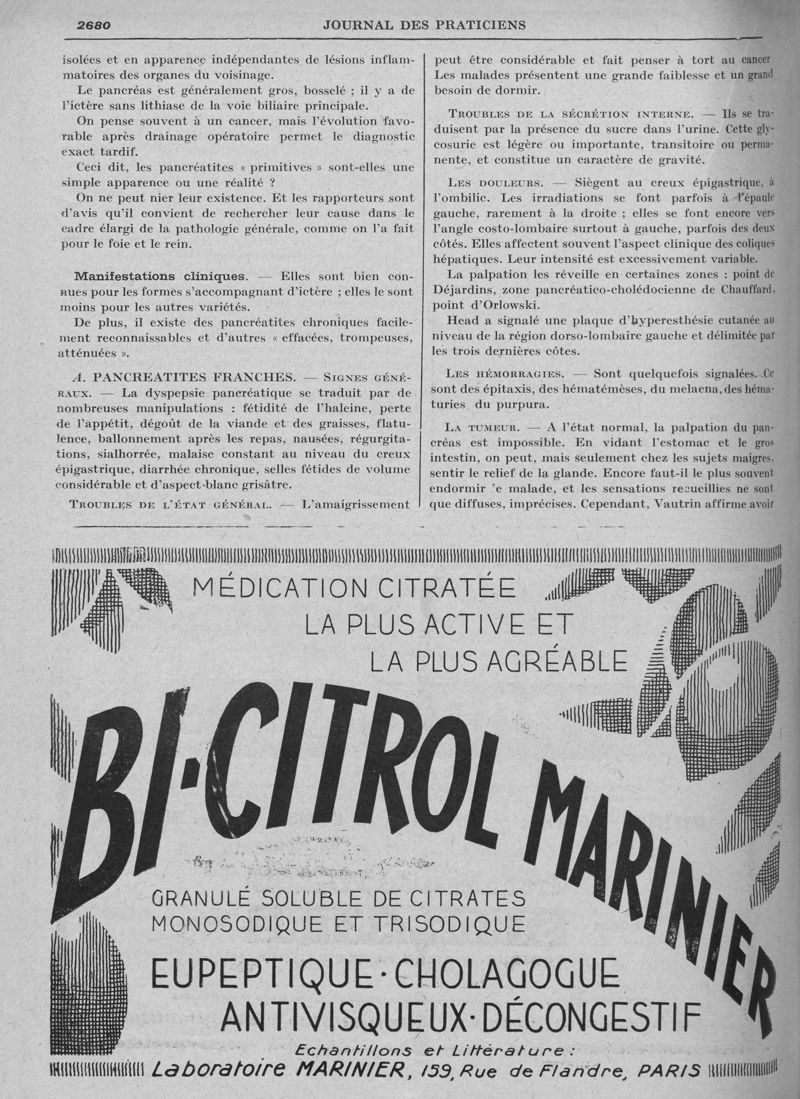 2680
JOURNAL DES PRATICIENS
isolées et en apparence indépendantes de lésions inflam-
matoires des organes du voisinage.
Le pancréas est généralement gros, bosselé ; il y a de
l'ictère sans lithiase de la voie biliaire principale.
On pense souvent à un cancer, mais l'évolution favo-
rable après drainage opératoire permet le diagnostic
exact tardif.
Ceci dit, les pancréatites « primitives » sont-elles une
simple apparence ou une réalité ?
On ne peut nier leur existence. Et les rapporteurs sont
d'avis qu'il convient de rechercher leur cause dans le
cadre élargi de la pathologie générale, comme on l'a fait
pour le foie et le rein.
Manifestations cliniques. — Elles sont bien con-
nues pour les formes s'accompagnant d'ictère ; elles le sont
moins pour les autres variétés.
De plus, il existe des pancréatites chroniques facile-
ment reconnaissables et d'autres « effacées, trompeuses,
atténuées ».
A. PANCREATITES FRANCHES. — SIGNES GÉNÉ-
RAUX. — La dyspepsie pancréatique se traduit par de
nombreuses manipulations : fétidité de l'haleine, perte
de l'appétit, dégoût de la viande et des graisses, flatu-
lence, ballonnement après les repas, nausées, régurgita-
tions, sialhorrée, malaise constant au niveau du creux
épigastrique, diarrhée chronique, selles fétides de volume
considérable et d'aspect-blanc grisâtre.
TROUBLES DE L'ÉTAT GÉNÉRAL. — L'amaigrissement
peut être considérable et fait penser à tort au cancer
Les malades présentent une grande faiblesse et un grand
besoin de dormir.
TROUBLES DE LA SÉCRÉTION INTERNE. — Ils se tra-
duisent par la présence du sucre dans l'urine. Cette gly-
cosurie est légère ou importante, transitoire ou perma-
nente, et constitue un caractère de gravité.
LES DOULEURS. — Siègent au creux épigastrique, à
l'ombilic. Les irradiations se font parfois à l'épaule
gauche, rarement à la droite ; elles se font encore vers
l'angle costo-lombaire surtout à gauche, parfois des deux
côtés. Elles affectent souvent l'aspect clinique des coliques
hépatiques. Leur intensité est excessivement variable.
La palpation les réveille en certaines zones : point de
Déjardins, zone pancréatico-cholédocienne de Chauffard,
point d'Orlowski.
Head a signalé une plaque d'hyperesthésie cutanée au
niveau de la région dorso-lombaire gauche et délimitée par
les trois dernières côtes.
LES HÉMORRAGIES. — Sont quelquefois signalées. Ce
sont des épitaxis, des hématémèses, du melaena, des héma-
turies du purpura.
LA TUMEUR. — A l'état normal, la palpation du pan-
créas est impossible. En vidant l'estomac et le gros
intestin, on peut, mais seulement chez les sujets maigres,
sentir le relief de la glande. Encore faut-il le plus souvent
endormir le malade, et les sensations recueillies ne sont
que diffuses, imprécises. Cependant, Vautrin affirme avoir
MÉDICATION CITRATÉE
LA PLUS ACTIVE ET
LA PLUS AGRÉABLE
BI-CITROL MARINIER
GRANULÉ SOLUBLE DE CITRATES
MONOSODIQUE ET TRISODIQUE
EUPEPTIQUE·CHOLAGOGUE
ANTIVISQUEUX·DÉCONGESTIF
Echantillons et Littérature :
Laboratoire MARINIER, 159, Rue de Flandre, PARIS